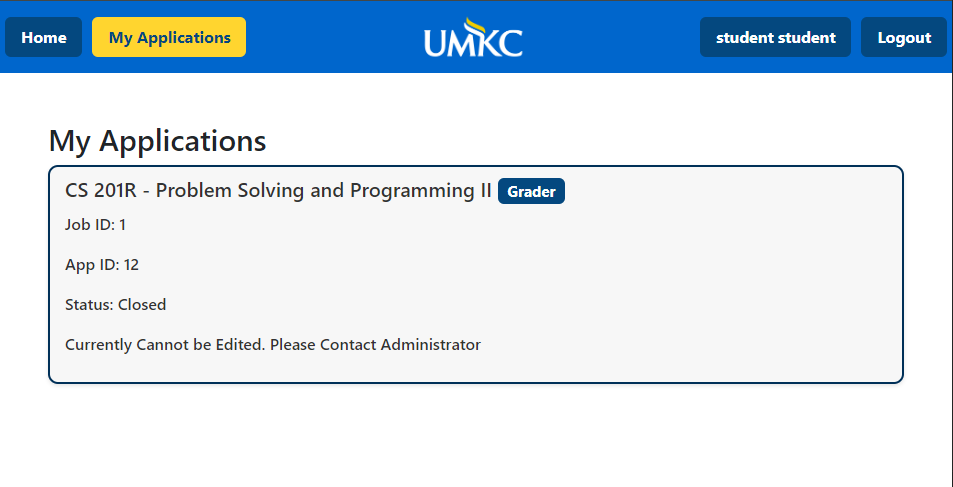 Home
My Applications
UMKC
student student
Logout
My Applications
CS 201R - Problem Solving and Programming II Grader
Job ID: 1
App ID: 12
Status: Closed
Currently Cannot be Edited. Please Contact Administrator